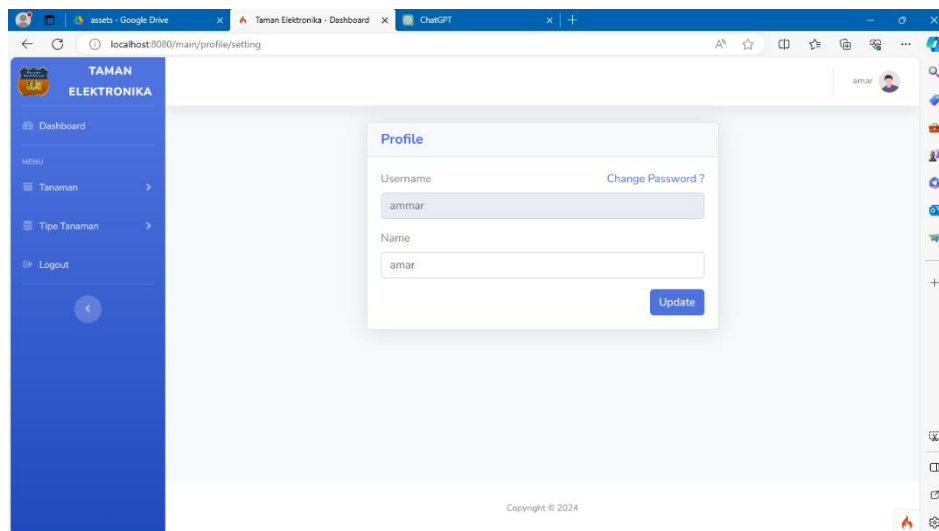 assets - Google Drive
Taman Elektronika - Dashboard
ChatGPT
localhost:8080/main/profile/setting
TAMAN
ELEKTRONIKA
amar
Dashboard
MENU
Tanaman
Tipe Tanaman
Logout
Profile
Username Change Password ?
ammar
Name
amar
Update
Copyright © 2024